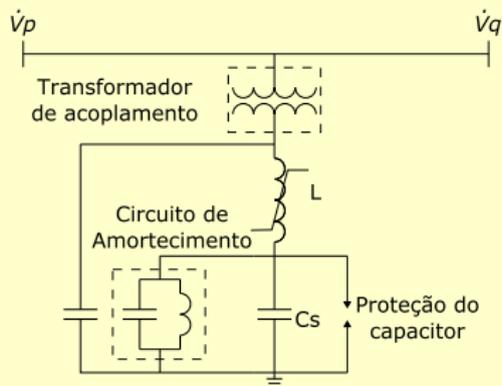 V̇p
V̇q
Transformador
de acoplamento
L
Circuito de
Amortecimento
Cs
Proteção do
capacitor